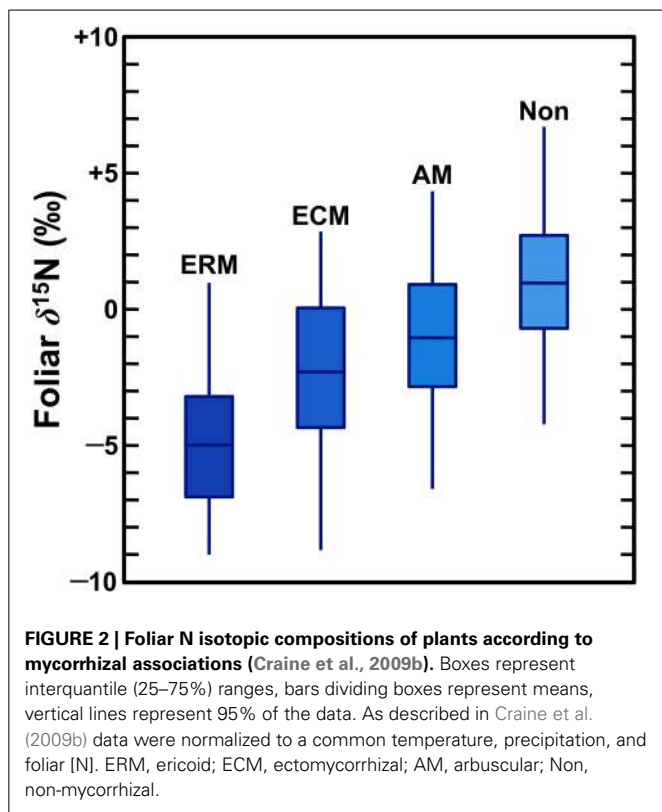 +10
Non
+5
AM
ECM
ERM
0
Foliar δ¹⁵N (‰)
−5
−10
FIGURE 2 | Foliar N isotopic compositions of plants according to
mycorrhizal associations (Craine et al., 2009b). Boxes represent
interquantile (25–75%) ranges, bars dividing boxes represent means,
vertical lines represent 95% of the data. As described in Craine et al.
(2009b) data were normalized to a common temperature, precipitation, and
foliar [N]. ERM, ericoid; ECM, ectomycorrhizal; AM, arbuscular; Non,
non-mycorrhizal.